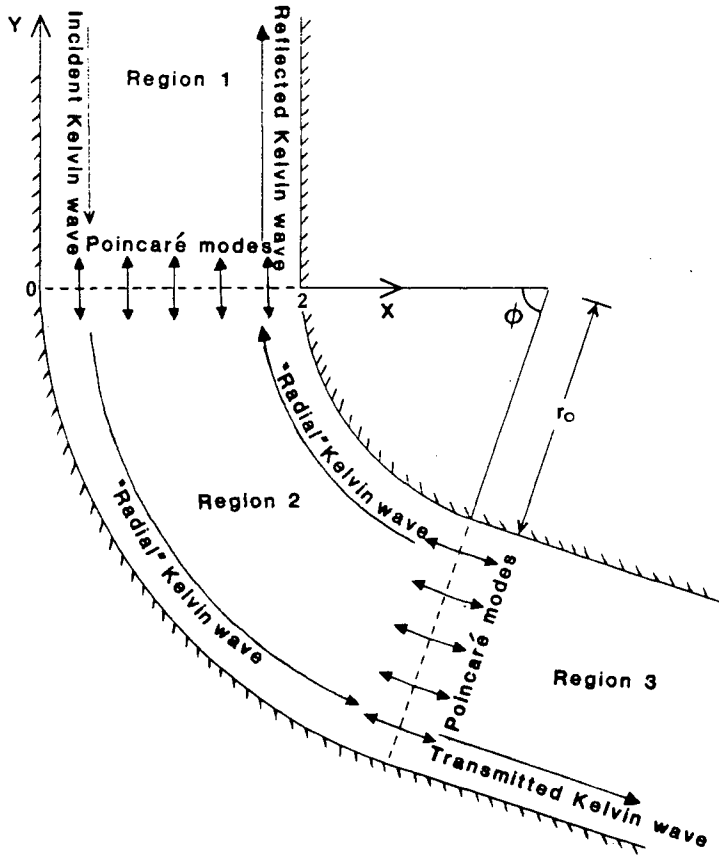 Y
Incident Kelvin wave
Region 1
Reflected Kelvin wave
Poincaré modes
0
2
X
ϕ
r₀
"Radial" Kelvin wave
Region 2
"Radial" Kelvin wave
Poincaré modes
Region 3
Transmitted Kelvin wave